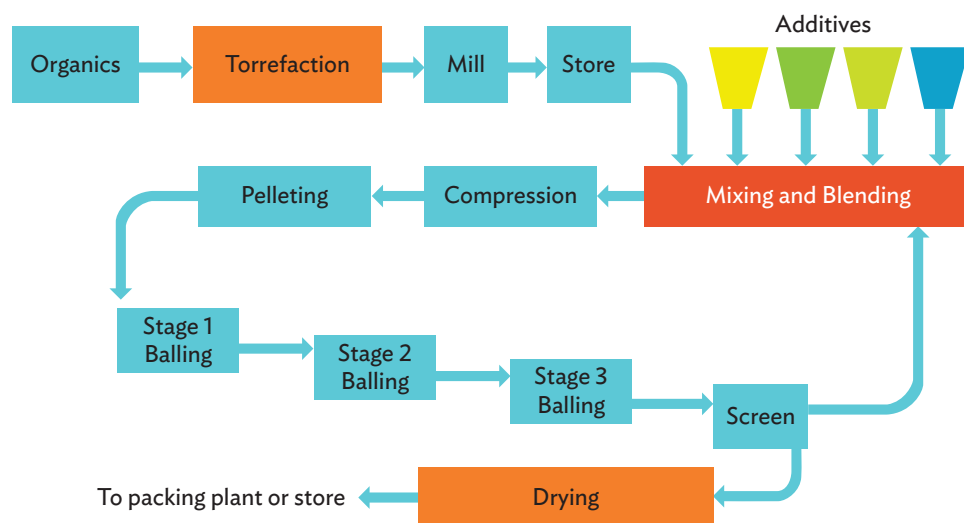 Additives
Organics
Torrefaction
Mill
Store
Mixing and Blending
Compression
Pelleting
Stage 1
Balling
Stage 2
Balling
Stage 3
Balling
Screen
Drying
To packing plant or store